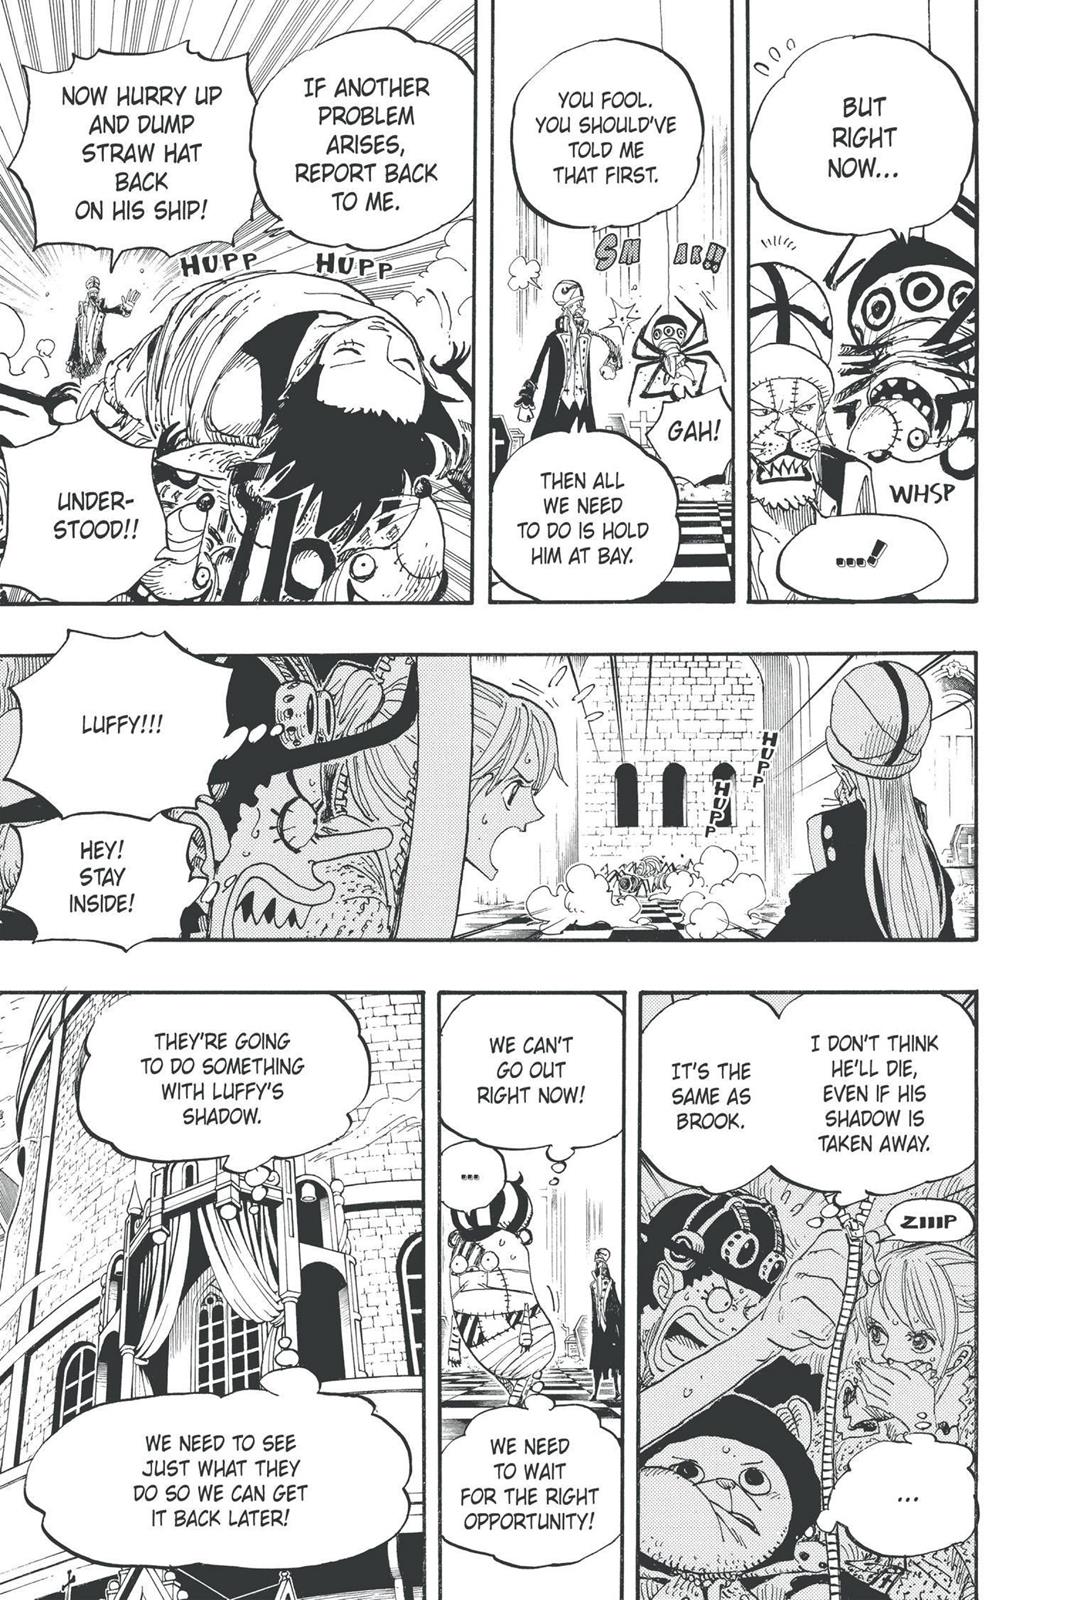 BUT
RIGHT
NOW...
WHSP
....!
YOU FOOL.
YOU SHOULD'VE
TOLD ME
THAT FIRST.
GAH!
THEN ALL
WE NEED
TO DO IS HOLD
HIM AT BAY.
IF ANOTHER
PROBLEM
ARISES,
REPORT BACK
TO ME.
NOW HURRY UP
AND DUMP
STRAW HAT
BACK
ON HIS SHIP!
HUPP
HUPP
UNDER-
STOOD!!
HUPP
HUPP
LUFFY!!!
HEY!
STAY
INSIDE!
I DON'T THINK
HE'LL DIE,
EVEN IF HIS
SHADOW IS
TAKEN AWAY.
IT'S THE
SAME AS
BROOK.
ZIIIP
...
WE CAN'T
GO OUT
RIGHT NOW!
...
WE NEED
TO WAIT
FOR THE RIGHT
OPPORTUNITY!
THEY'RE GOING
TO DO SOMETHING
WITH LUFFY'S
SHADOW.
WE NEED TO SEE
JUST WHAT THEY
DO SO WE CAN GET
IT BACK LATER!